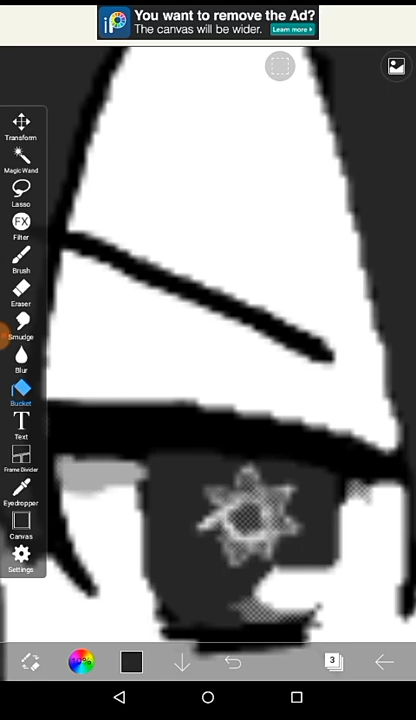 iP
You want to remove the Ad?
The canvas will be wider.
Learn more ▶
Transform
Magic Wand
Lasso
FX
Filter
Brush
Eraser
Smudge
Blur
Bucket
T
Text
Frame Divider
Eyedropper
Canvas
Settings
3